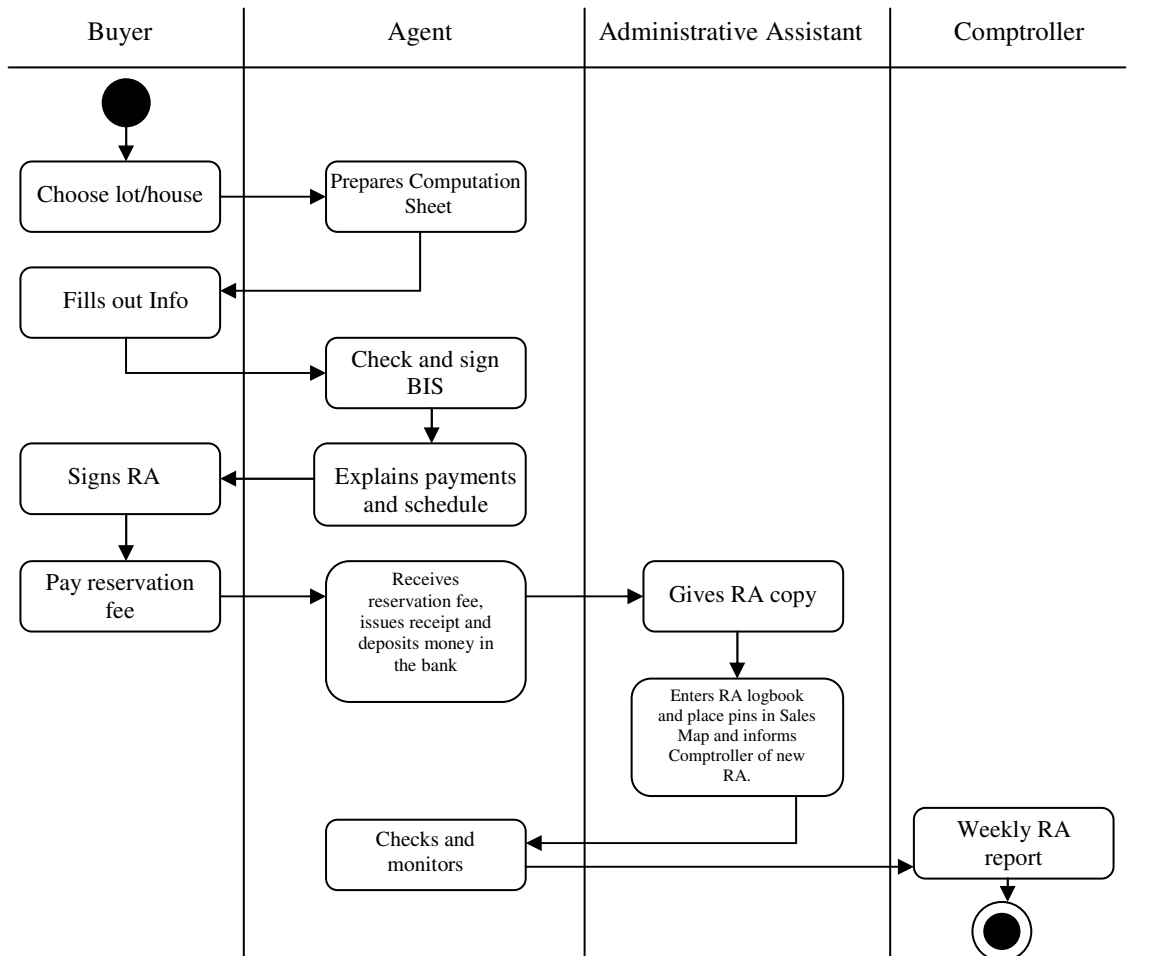 Buyer
Agent
Administrative Assistant
Comptroller
Choose lot/house
Prepares Computation
Sheet
Fills out Info
Check and sign
BIS
Signs RA
Explains payments
and schedule
Pay reservation
fee
Receives
reservation fee,
issues receipt and
deposits money in
the bank
Gives RA copy
Enters RA logbook
and place pins in Sales
Map and informs
Comptroller of new
RA.
Checks and
monitors
Weekly RA
report